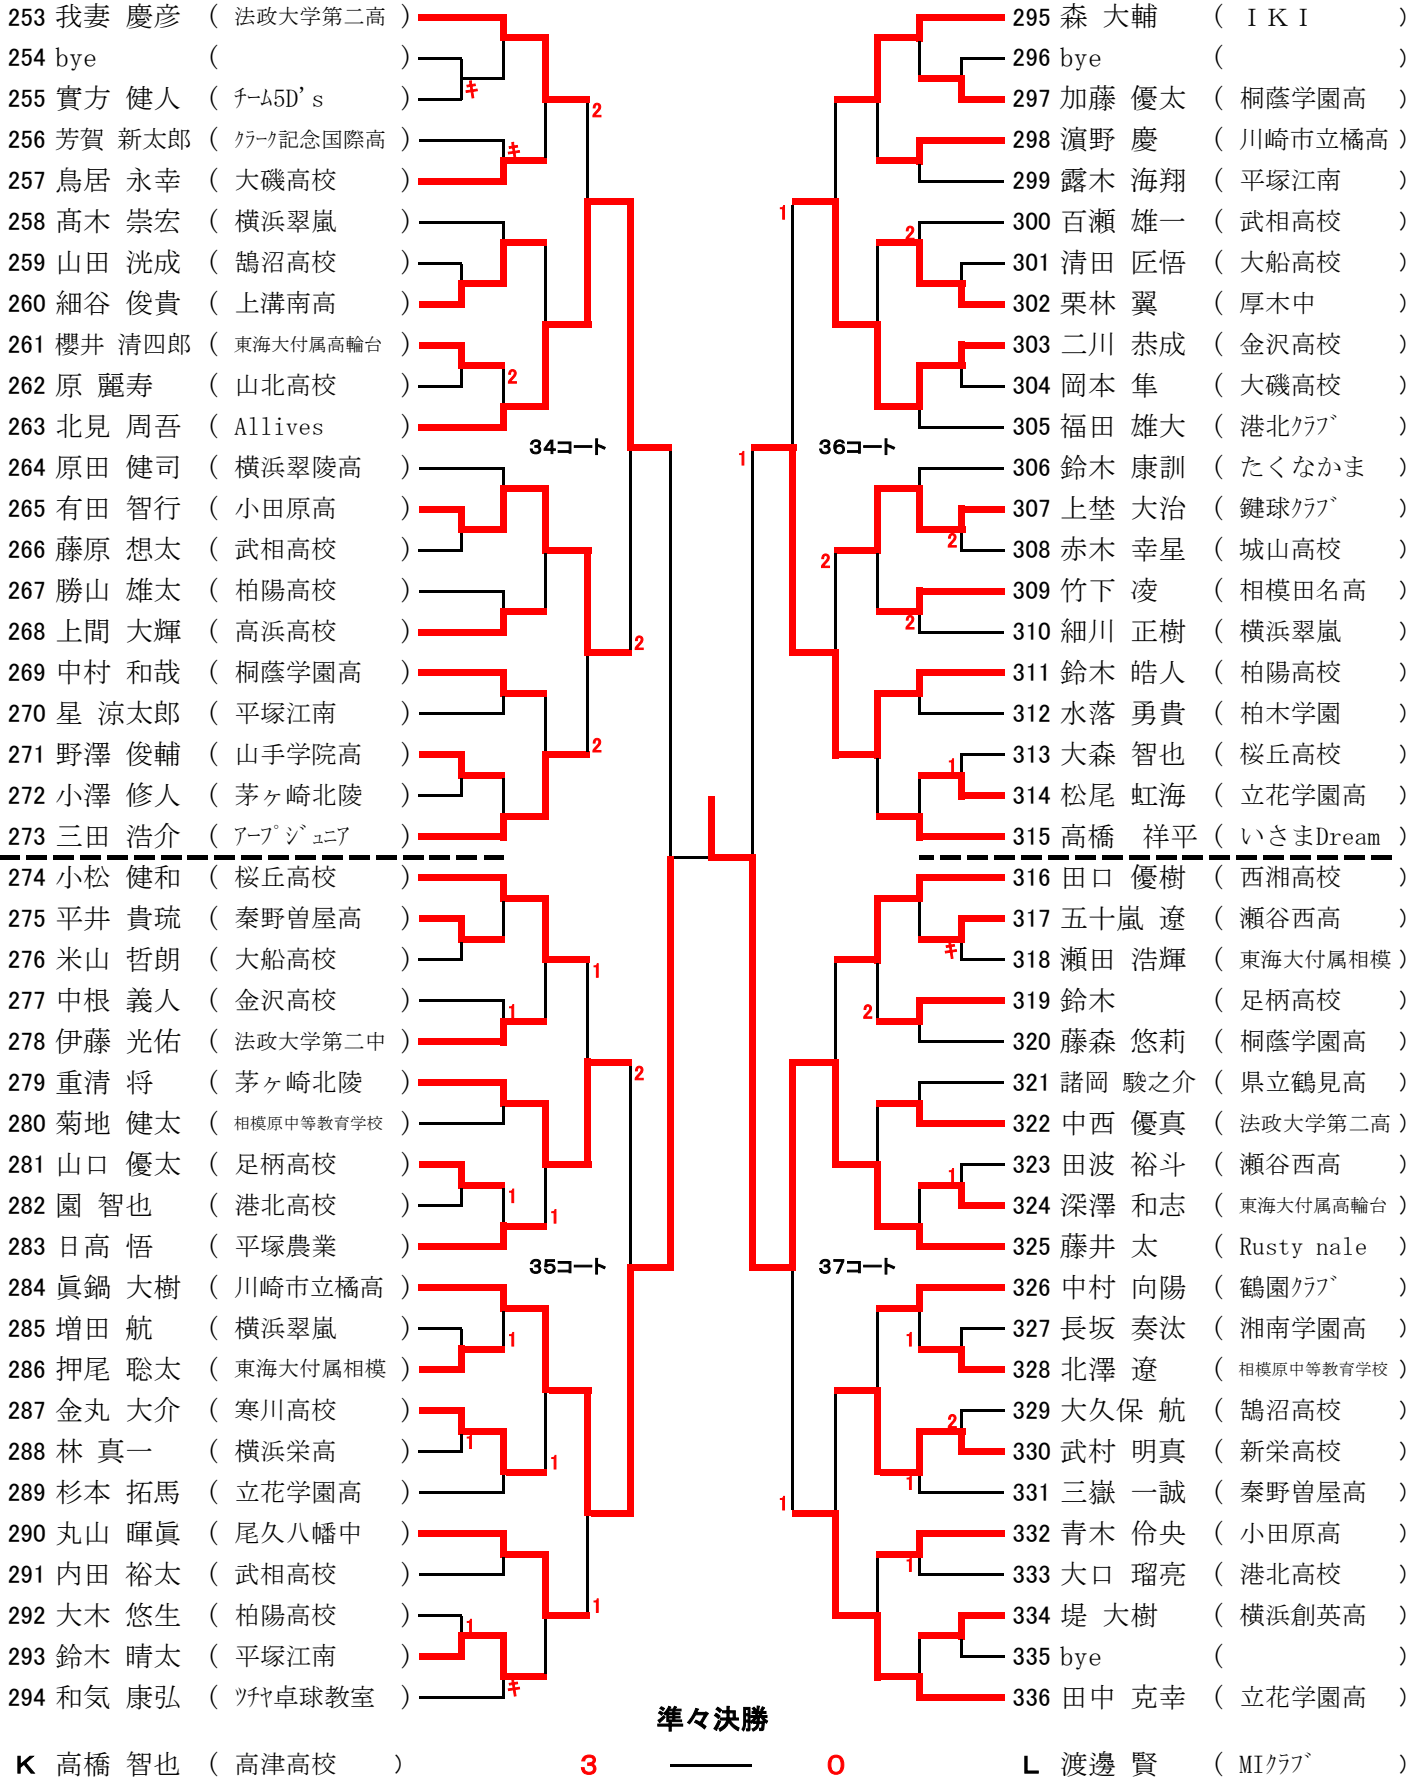 253 我妻 慶彦 ( 法政大学第二高 )
254 bye ( )
キ
255 實方 健人 ( チーム5D's )
2
256 芳賀 新太郎 ( クラーク記念国際高 )
キ
257 鳥居 永幸 ( 大磯高校 )
258 髙木 崇宏 ( 横浜翠嵐 )
259 山田 洸成 ( 鵠沼高校 )
260 細谷 俊貴 ( 上溝南高 )
261 櫻井 清四郎 ( 東海大付属高輪台 )
2
262 原 麗寿 ( 山北高校 )
263 北見 周吾 ( Allives )
34コート
264 原田 健司 ( 横浜翠陵高 )
265 有田 智行 ( 小田原高 )
266 藤原 想太 ( 武相高校 )
267 勝山 雄太 ( 柏陽高校 )
268 上間 大輝 ( 高浜高校 )
2
269 中村 和哉 ( 桐蔭学園高 )
270 星 涼太郎 ( 平塚江南 )
2
271 野澤 俊輔 ( 山手学院高 )
272 小澤 修人 ( 茅ヶ崎北陵 )
273 三田 浩介 ( アープジュニア )
274 小松 健和 ( 桜丘高校 )
275 平井 貴琉 ( 秦野曽屋高 )
276 米山 哲朗 ( 大船高校 )
1
277 中根 義人 ( 金沢高校 )
1
278 伊藤 光佑 ( 法政大学第二中 )
279 重清 将 ( 茅ヶ崎北陵 )
2
280 菊地 健太 ( 相模原中等教育学校 )
281 山口 優太 ( 足柄高校 )
1
282 園 智也 ( 港北高校 )
1
283 日高 悟 ( 平塚農業 )
35コート
284 眞鍋 大樹 ( 川崎市立橘高 )
285 増田 航 ( 横浜翠嵐 )
1
286 押尾 聡太 ( 東海大付属相模 )
287 金丸 大介 ( 寒川高校 )
1
288 林 真一 ( 横浜栄高 )
1
289 杉本 拓馬 ( 立花学園高 )
290 丸山 暉眞 ( 尾久八幡中 )
291 内田 裕太 ( 武相高校 )
1
292 大木 悠生 ( 柏陽高校 )
1
293 鈴木 晴太 ( 平塚江南 )
キ
294 和気 康弘 ( ツチヤ卓球教室 )
295 森 大輔 ( ＩＫＩ )
296 bye ( )
297 加藤 優太 ( 桐蔭学園高 )
298 濵野 慶 ( 川崎市立橘高 )
299 露木 海翔 ( 平塚江南 )
1
300 百瀬 雄一 ( 武相高校 )
2
301 清田 匠悟 ( 大船高校 )
302 栗林 翼 ( 厚木中 )
303 二川 恭成 ( 金沢高校 )
304 岡本 隼 ( 大磯高校 )
305 福田 雄大 ( 港北クラブ )
1
36コート
306 鈴木 康訓 ( たくなかま )
307 上埜 大治 ( 鍵球クラブ )
2
308 赤木 幸星 ( 城山高校 )
2
309 竹下 凌 ( 相模田名高 )
2
310 細川 正樹 ( 横浜翠嵐 )
311 鈴木 皓人 ( 柏陽高校 )
312 水落 勇貴 ( 柏木学園 )
313 大森 智也 ( 桜丘高校 )
1
314 松尾 虹海 ( 立花学園高 )
315 高橋 祥平 ( いさまDream )
316 田口 優樹 ( 西湘高校 )
317 五十嵐 遼 ( 瀬谷西高 )
キ
318 瀬田 浩輝 ( 東海大付属相模 )
319 鈴木 ( 足柄高校 )
2
320 藤森 悠莉 ( 桐蔭学園高 )
321 諸岡 駿之介 ( 県立鶴見高 )
322 中西 優真 ( 法政大学第二高 )
323 田波 裕斗 ( 瀬谷西高 )
1
324 深澤 和志 ( 東海大付属高輪台 )
325 藤井 太 ( Rusty nale )
37コート
326 中村 向陽 ( 鶴園クラブ )
327 長坂 奏汰 ( 湘南学園高 )
1
328 北澤 遼 ( 相模原中等教育学校 )
329 大久保 航 ( 鵠沼高校 )
2
330 武村 明真 ( 新栄高校 )
1
331 三嶽 一誠 ( 秦野曽屋高 )
1
332 青木 伶央 ( 小田原高 )
1
333 大口 瑠亮 ( 港北高校 )
334 堤 大樹 ( 横浜創英高 )
335 bye ( )
336 田中 克幸 ( 立花学園高 )
準々決勝
K 高橋 智也 ( 高津高校 ) 3 —— 0 L 渡邊 賢 ( MIクラブ )